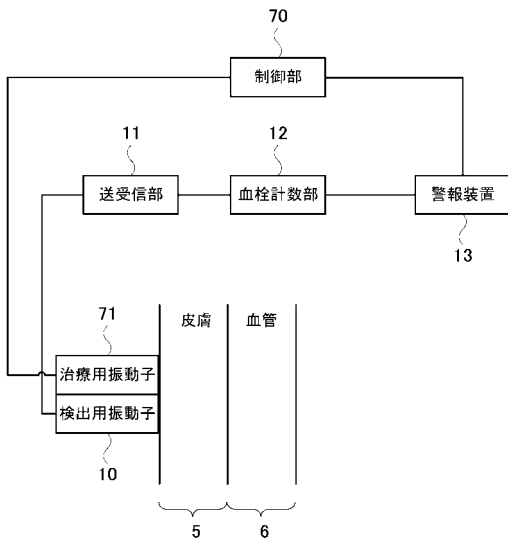 70
制御部
11
送受信部
12
血栓計数部
警報装置
13
皮膚
血管
71
治療用振動子
検出用振動子
10
5
6